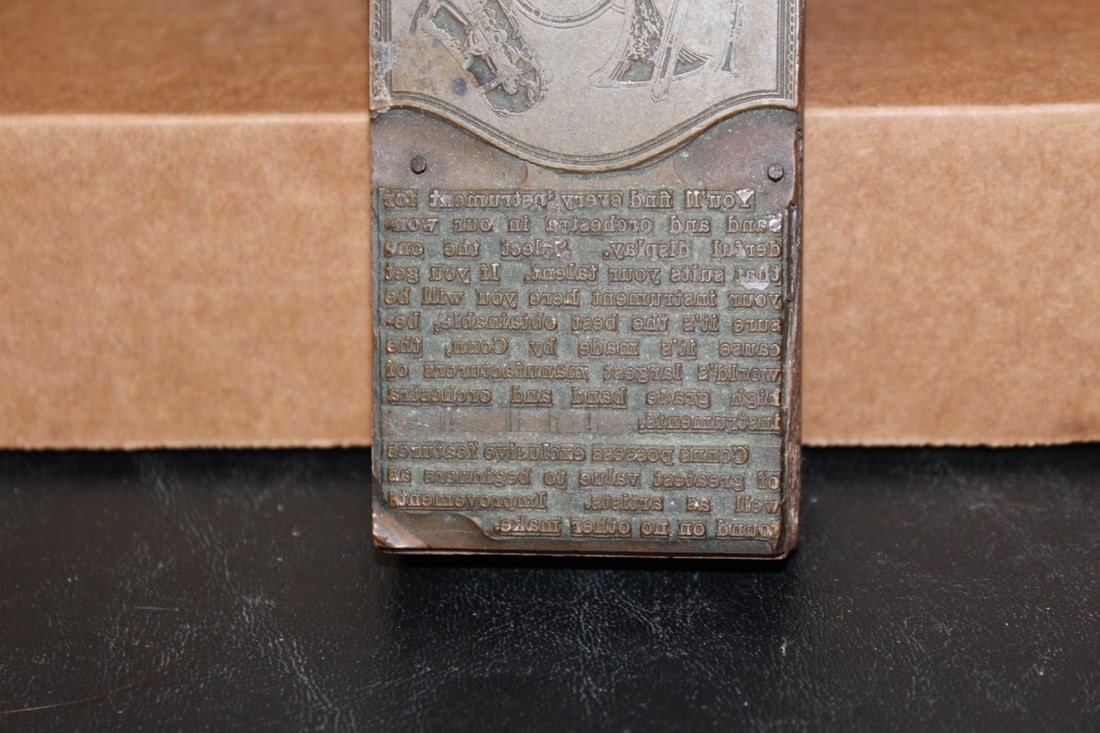 You'll find every instrument for
band and orchestra in our won-
derful display. Select the one
that suits your talent. If you get
your instrument here you will be
sure it's the best obtainable, be-
cause it's made by Conn, the
world's largest manufacturers of
high grade band and orchestra
instruments.
Conns possess exclusive features
of greatest value to beginners as
well as artists. Improvements
found on no other make.